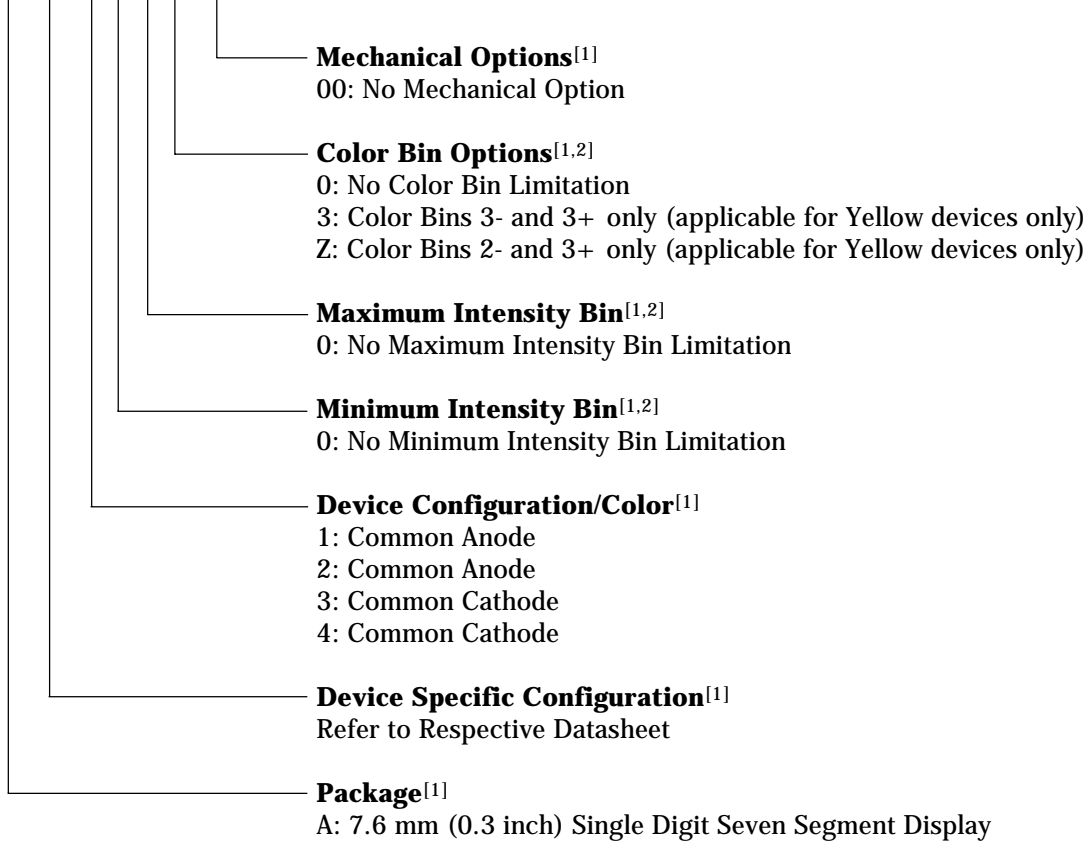 Mechanical Options[1]
00: No Mechanical Option
Color Bin Options[1,2]
0: No Color Bin Limitation
3: Color Bins 3- and 3+ only (applicable for Yellow devices only)
Z: Color Bins 2- and 3+ only (applicable for Yellow devices only)
Maximum Intensity Bin[1,2]
0: No Maximum Intensity Bin Limitation
Minimum Intensity Bin[1,2]
0: No Minimum Intensity Bin Limitation
Device Configuration/Color[1]
1: Common Anode
2: Common Anode
3: Common Cathode
4: Common Cathode
Device Specific Configuration[1]
Refer to Respective Datasheet
Package[1]
A: 7.6 mm (0.3 inch) Single Digit Seven Segment Display